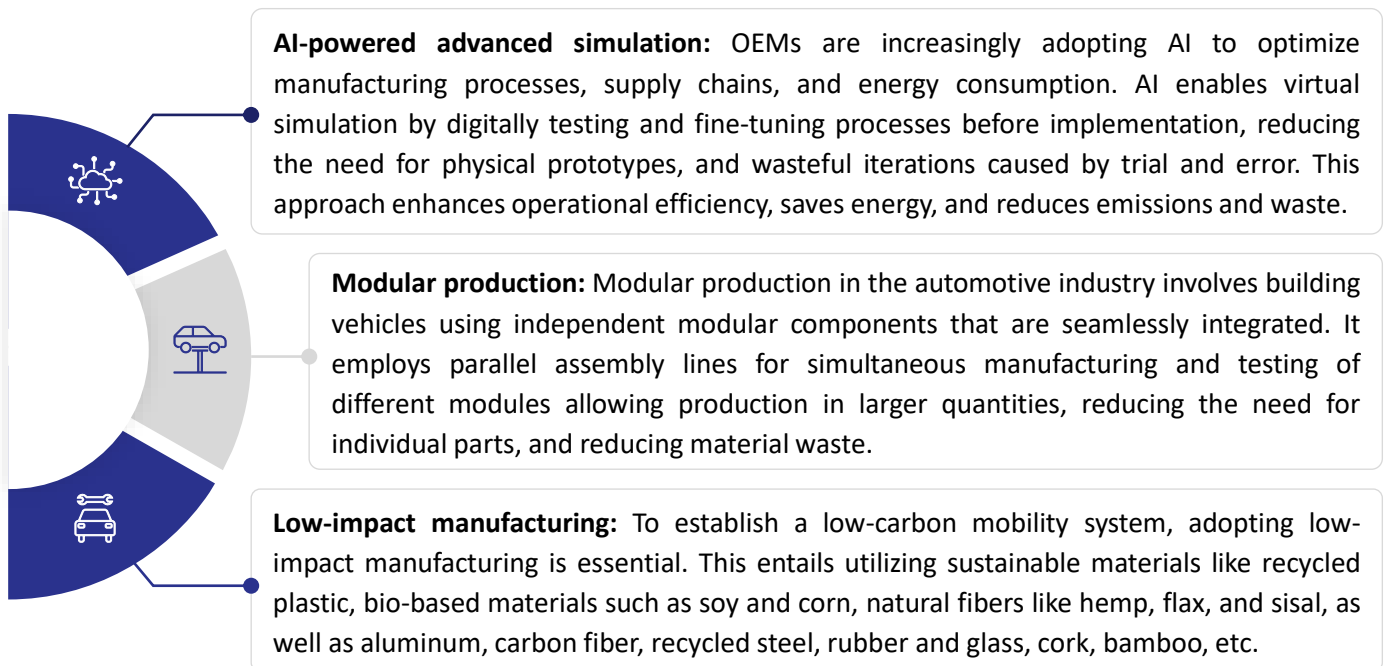 AI-powered advanced simulation: OEMs are increasingly adopting AI to optimize
manufacturing processes, supply chains, and energy consumption. AI enables virtual
simulation by digitally testing and fine-tuning processes before implementation, reducing
the need for physical prototypes, and wasteful iterations caused by trial and error. This
approach enhances operational efficiency, saves energy, and reduces emissions and waste.
Modular production: Modular production in the automotive industry involves building
vehicles using independent modular components that are seamlessly integrated. It
employs parallel assembly lines for simultaneous manufacturing and testing of
different modules allowing production in larger quantities, reducing the need for
individual parts, and reducing material waste.
Low-impact manufacturing: To establish a low-carbon mobility system, adopting low-
impact manufacturing is essential. This entails utilizing sustainable materials like recycled
plastic, bio-based materials such as soy and corn, natural fibers like hemp, flax, and sisal, as
well as aluminum, carbon fiber, recycled steel, rubber and glass, cork, bamboo, etc.